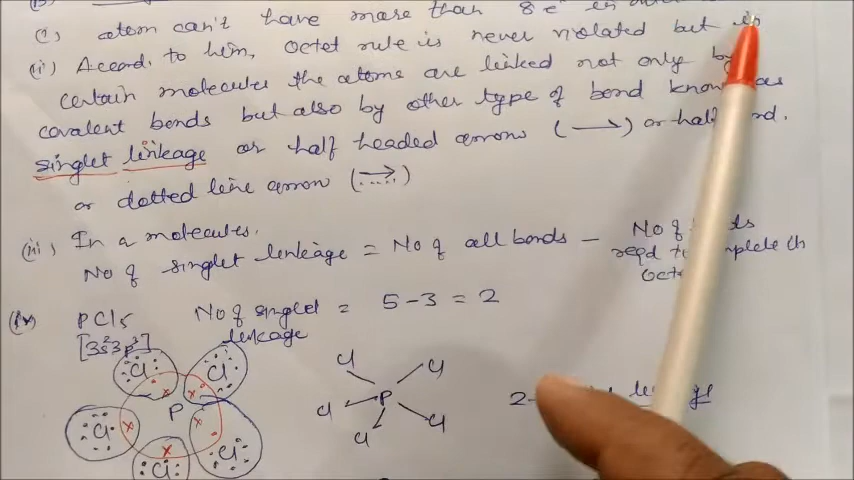 (i) atom can't have more than 8 e⁻ in
(ii) Accord. to him, octet rule is never violated but in
certain molecules the atoms are linked not only by
covalent bonds but also by other type of bond known as
singlet linkage or half headed arrow (⇀) or half bond.
or dotted line arrow
(iii) In a molecules.
No of singlet linkage = No of all bonds – No of bonds
reqd to complete th
octet
(iv) PCl5 No of singlet = 5-3 = 2
linkage
[3s²3p³]
Cl Cl
Cl P
Cl Cl
Cl Cl
Cl P
Cl Cl
2-